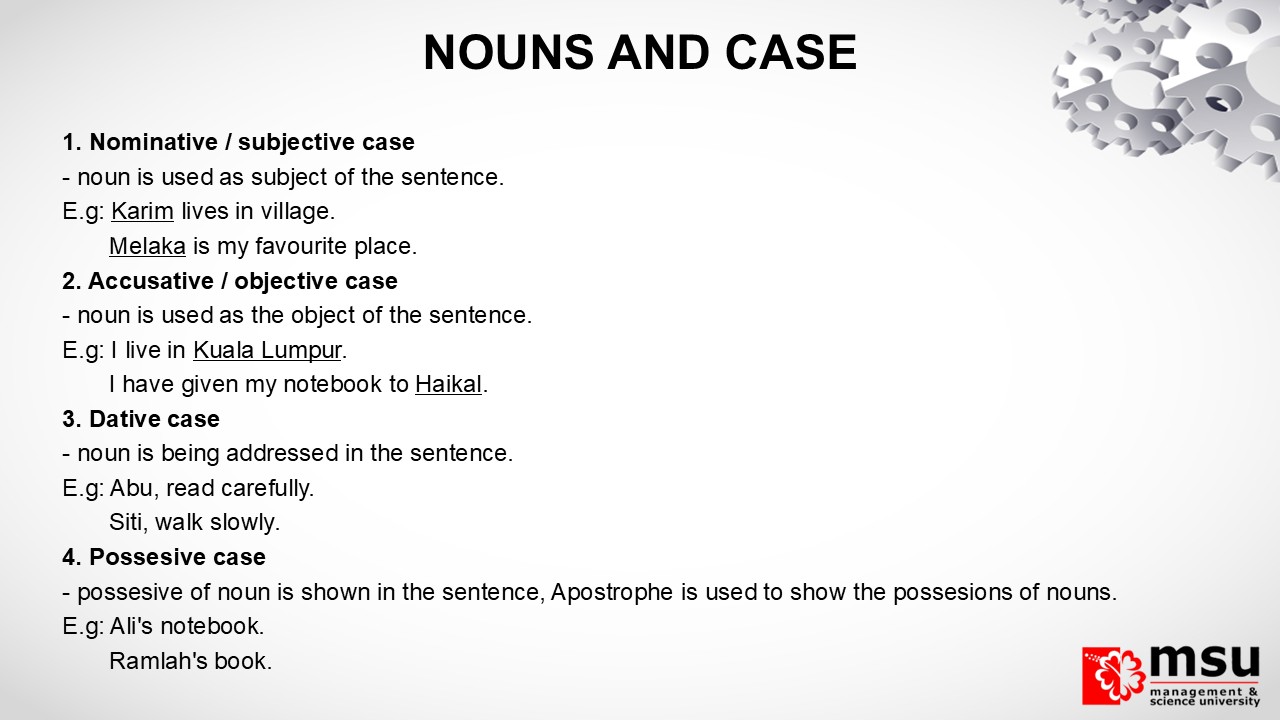 NOUNS AND CASE
1. Nominative / subjective case
- noun is used as subject of the sentence.
E.g: Karim lives in village.
Melaka is my favourite place.
2. Accusative / objective case
- noun is used as the object of the sentence.
E.g: I live in Kuala Lumpur.
I have given my notebook to Haikal.
3. Dative case
- noun is being addressed in the sentence.
E.g: Abu, read carefully.
Siti, walk slowly.
4. Possesive case
- possesive of noun is shown in the sentence, Apostrophe is used to show the possesions of nouns.
E.g: Ali's notebook.
Ramlah's book.
msu
management &
science university